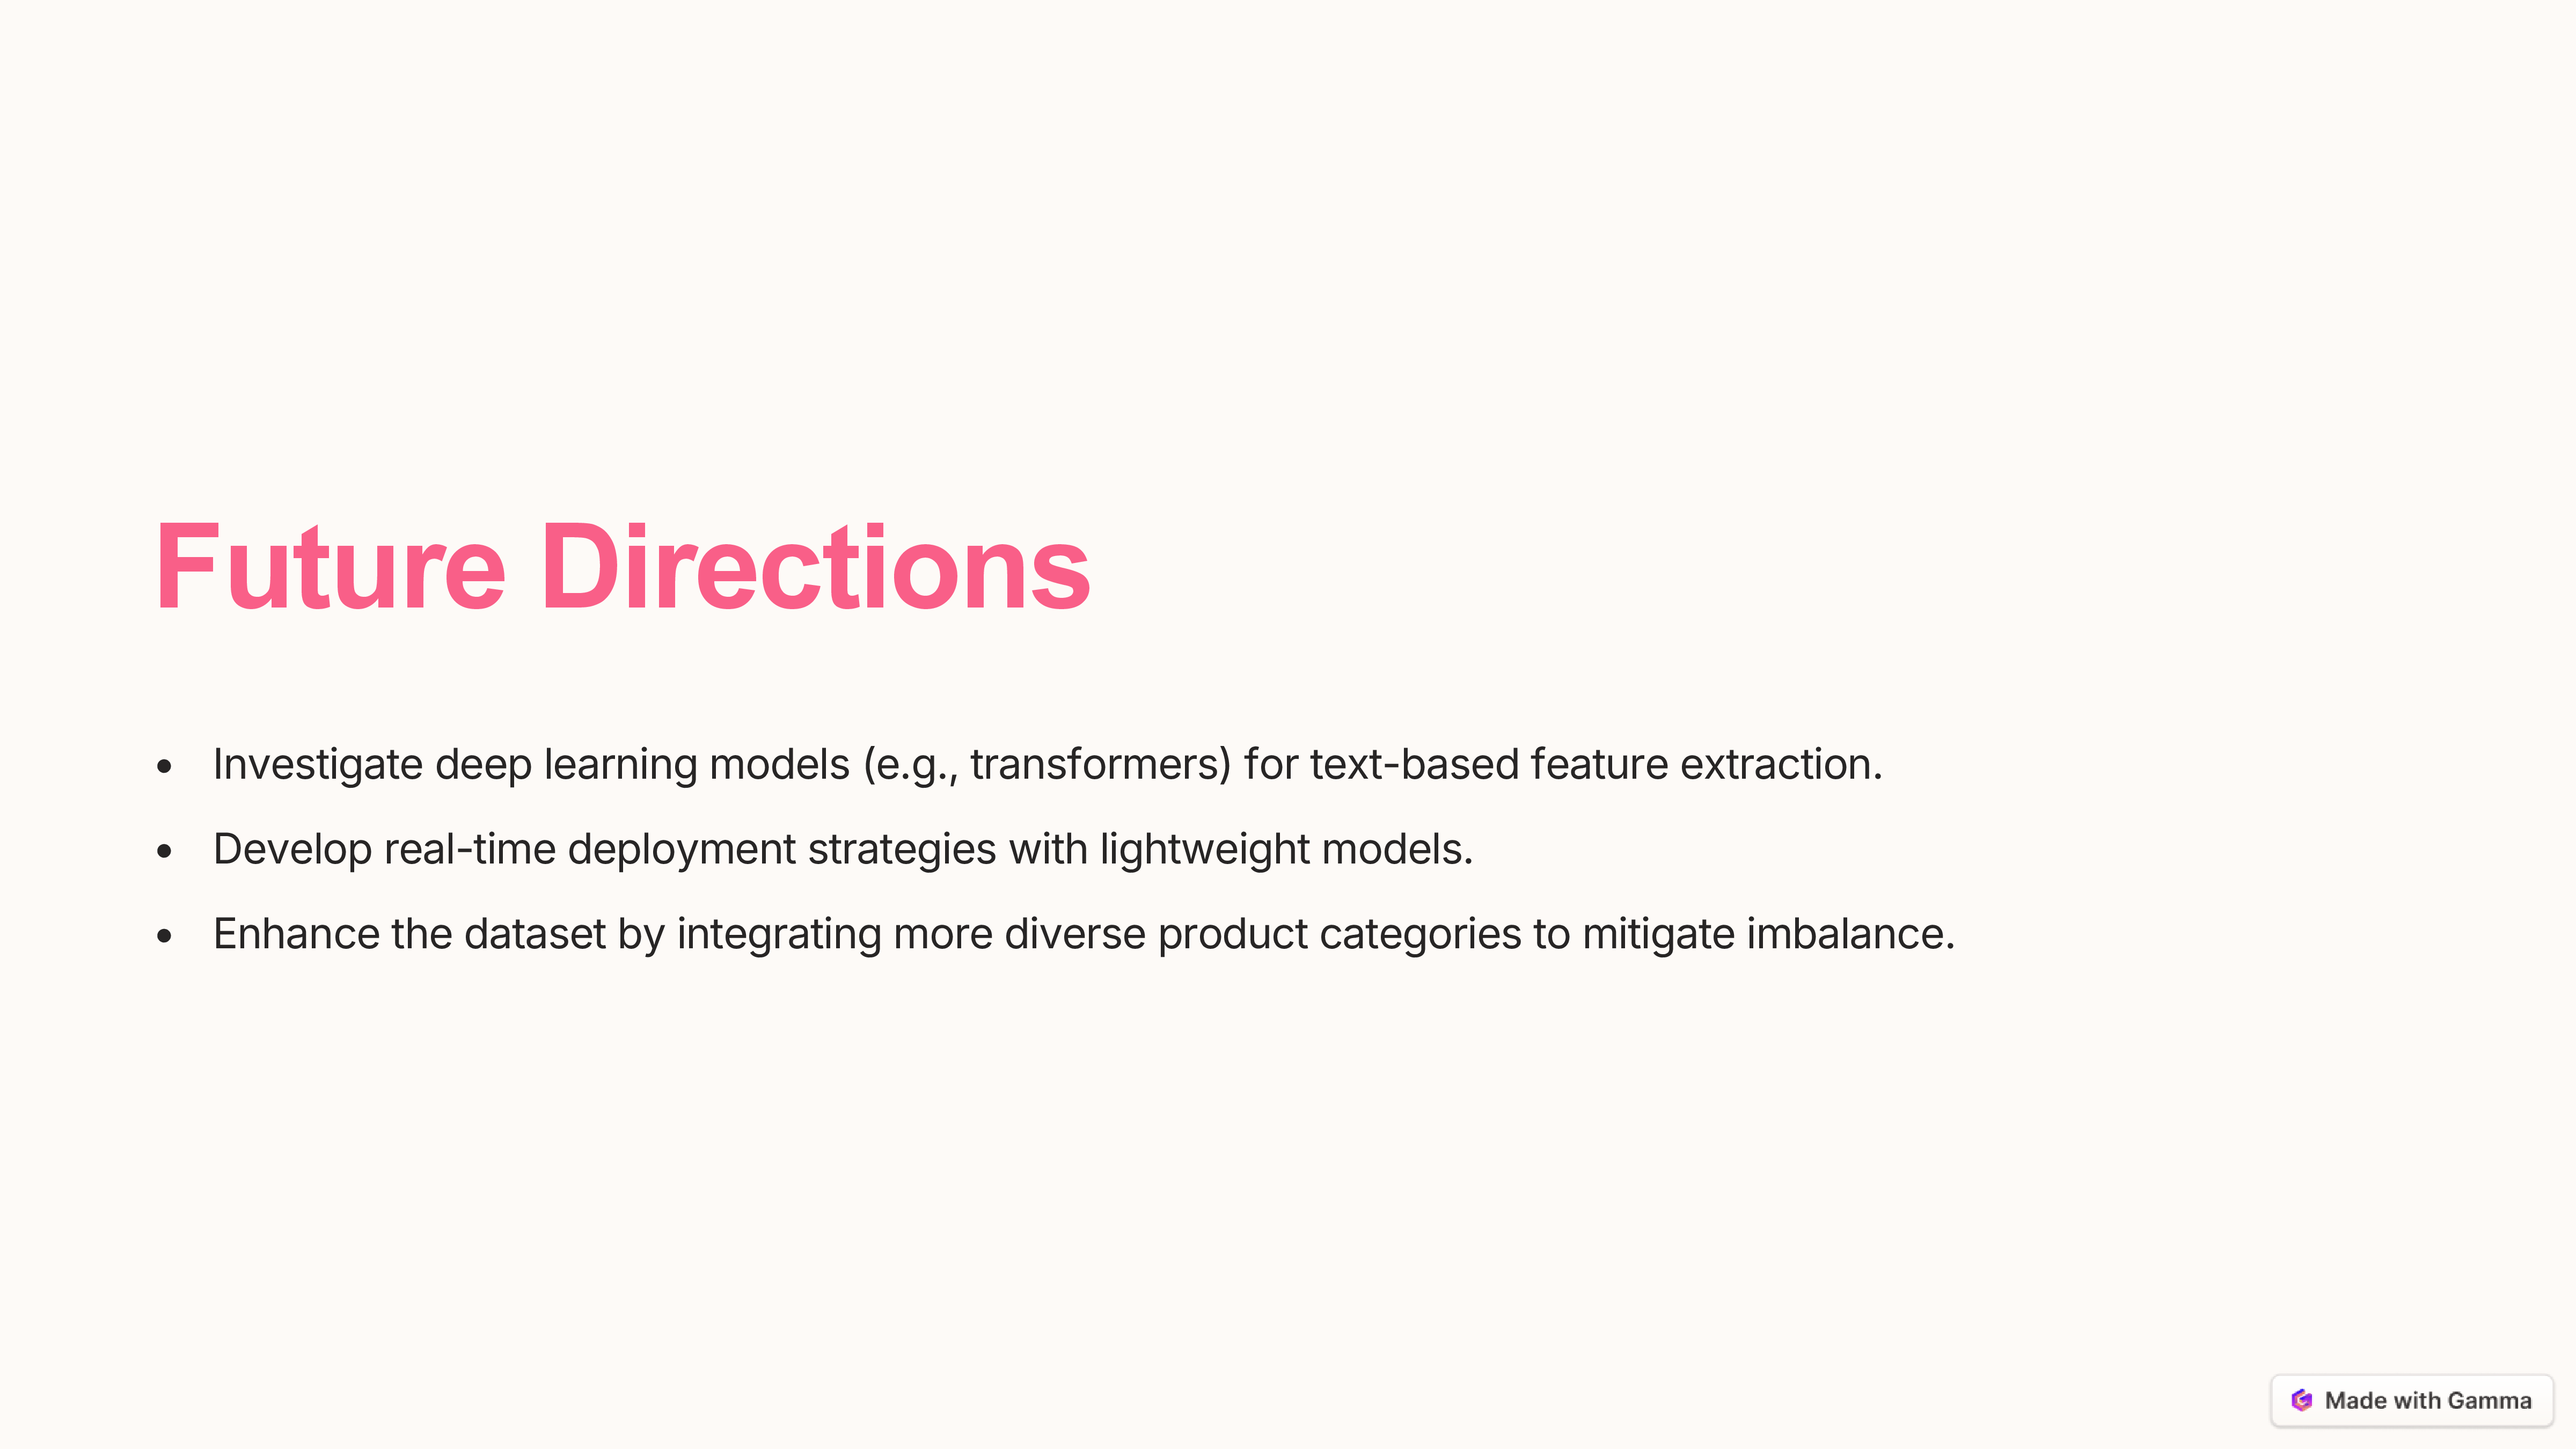 Future Directions
• Investigate deep learning models (e.g., transformers) for text-based feature extraction.
• Develop real-time deployment strategies with lightweight models.
• Enhance the dataset by integrating more diverse product categories to mitigate imbalance.
Made with Gamma